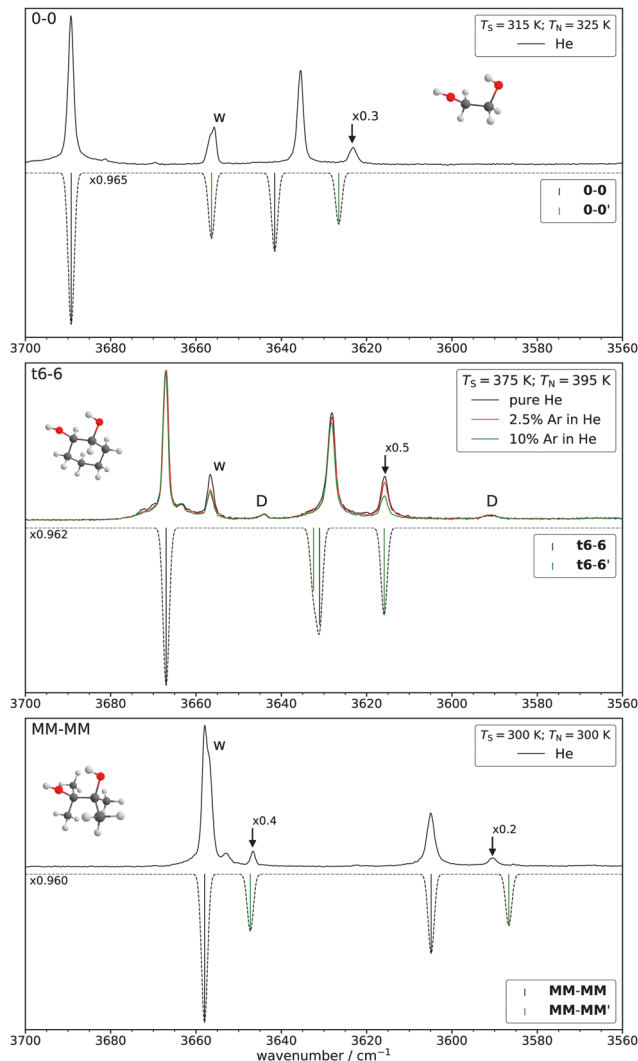 0-0
T_S = 315 K; T_N = 325 K
He
w
x0.3
x0.965
0-0
0-0'
3700 3680 3660 3640 3620 3600 3580 3560
t6-6
T_S = 375 K; T_N = 395 K
pure He
2.5% Ar in He
10% Ar in He
w
x0.5
D
D
x0.962
t6-6
t6-6'
3700 3680 3660 3640 3620 3600 3580 3560
MM-MM
T_S = 300 K; T_N = 300 K
He
w
x0.4
x0.2
x0.960
MM-MM
MM-MM'
3700 3680 3660 3640 3620 3600 3580 3560
wavenumber / cm⁻¹